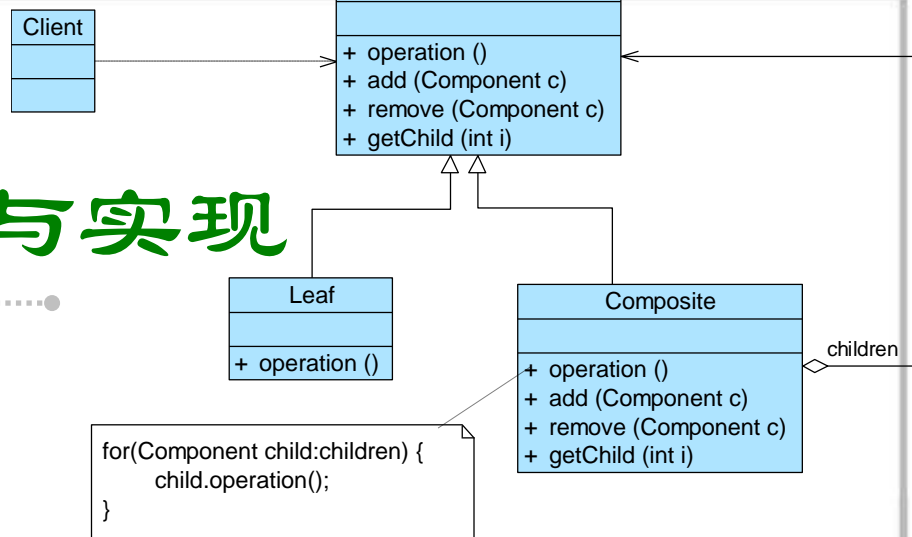 Client
+ operation ()
+ add (Component c)
+ remove (Component c)
+ getChild (int i)
与实现
Leaf
+ operation ()
Composite
+ operation ()
+ add (Component c)
+ remove (Component c)
+ getChild (int i)
children
for(Component child:children) {
child.operation();
}